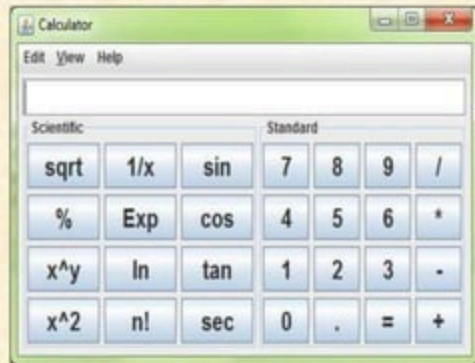 Calculator
Edit View Help
Scientific Standard
sqrt 1/x sin 7 8 9 /
% Exp cos 4 5 6 *
x^y ln tan 1 2 3 -
x^2 n! sec 0 . = +